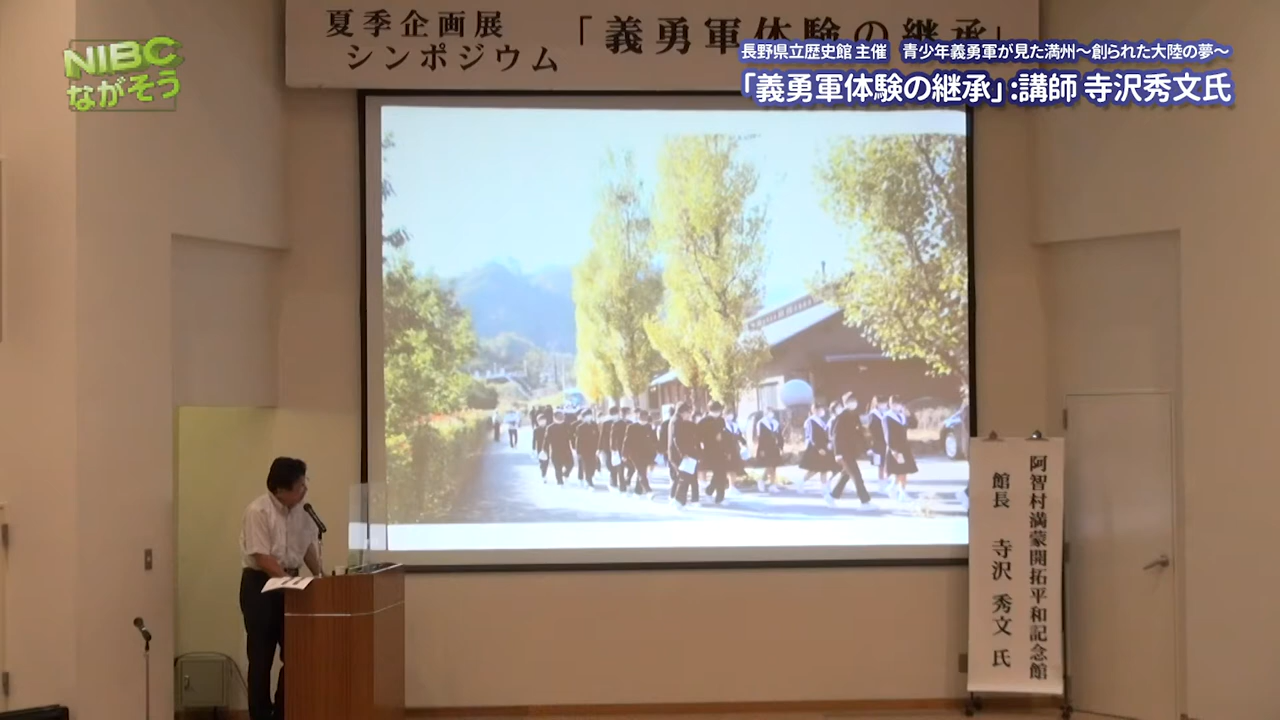 NIBC
ながそう
夏季企画展
シンポジウム
「義勇軍体験の継承」
長野県立歴史館 主催　青少年義勇軍が見た満州～創られた大陸の夢～
「義勇軍体験の継承」:講師 寺沢秀文氏
阿智村満蒙開拓平和記念館
館長　寺沢 秀文 氏